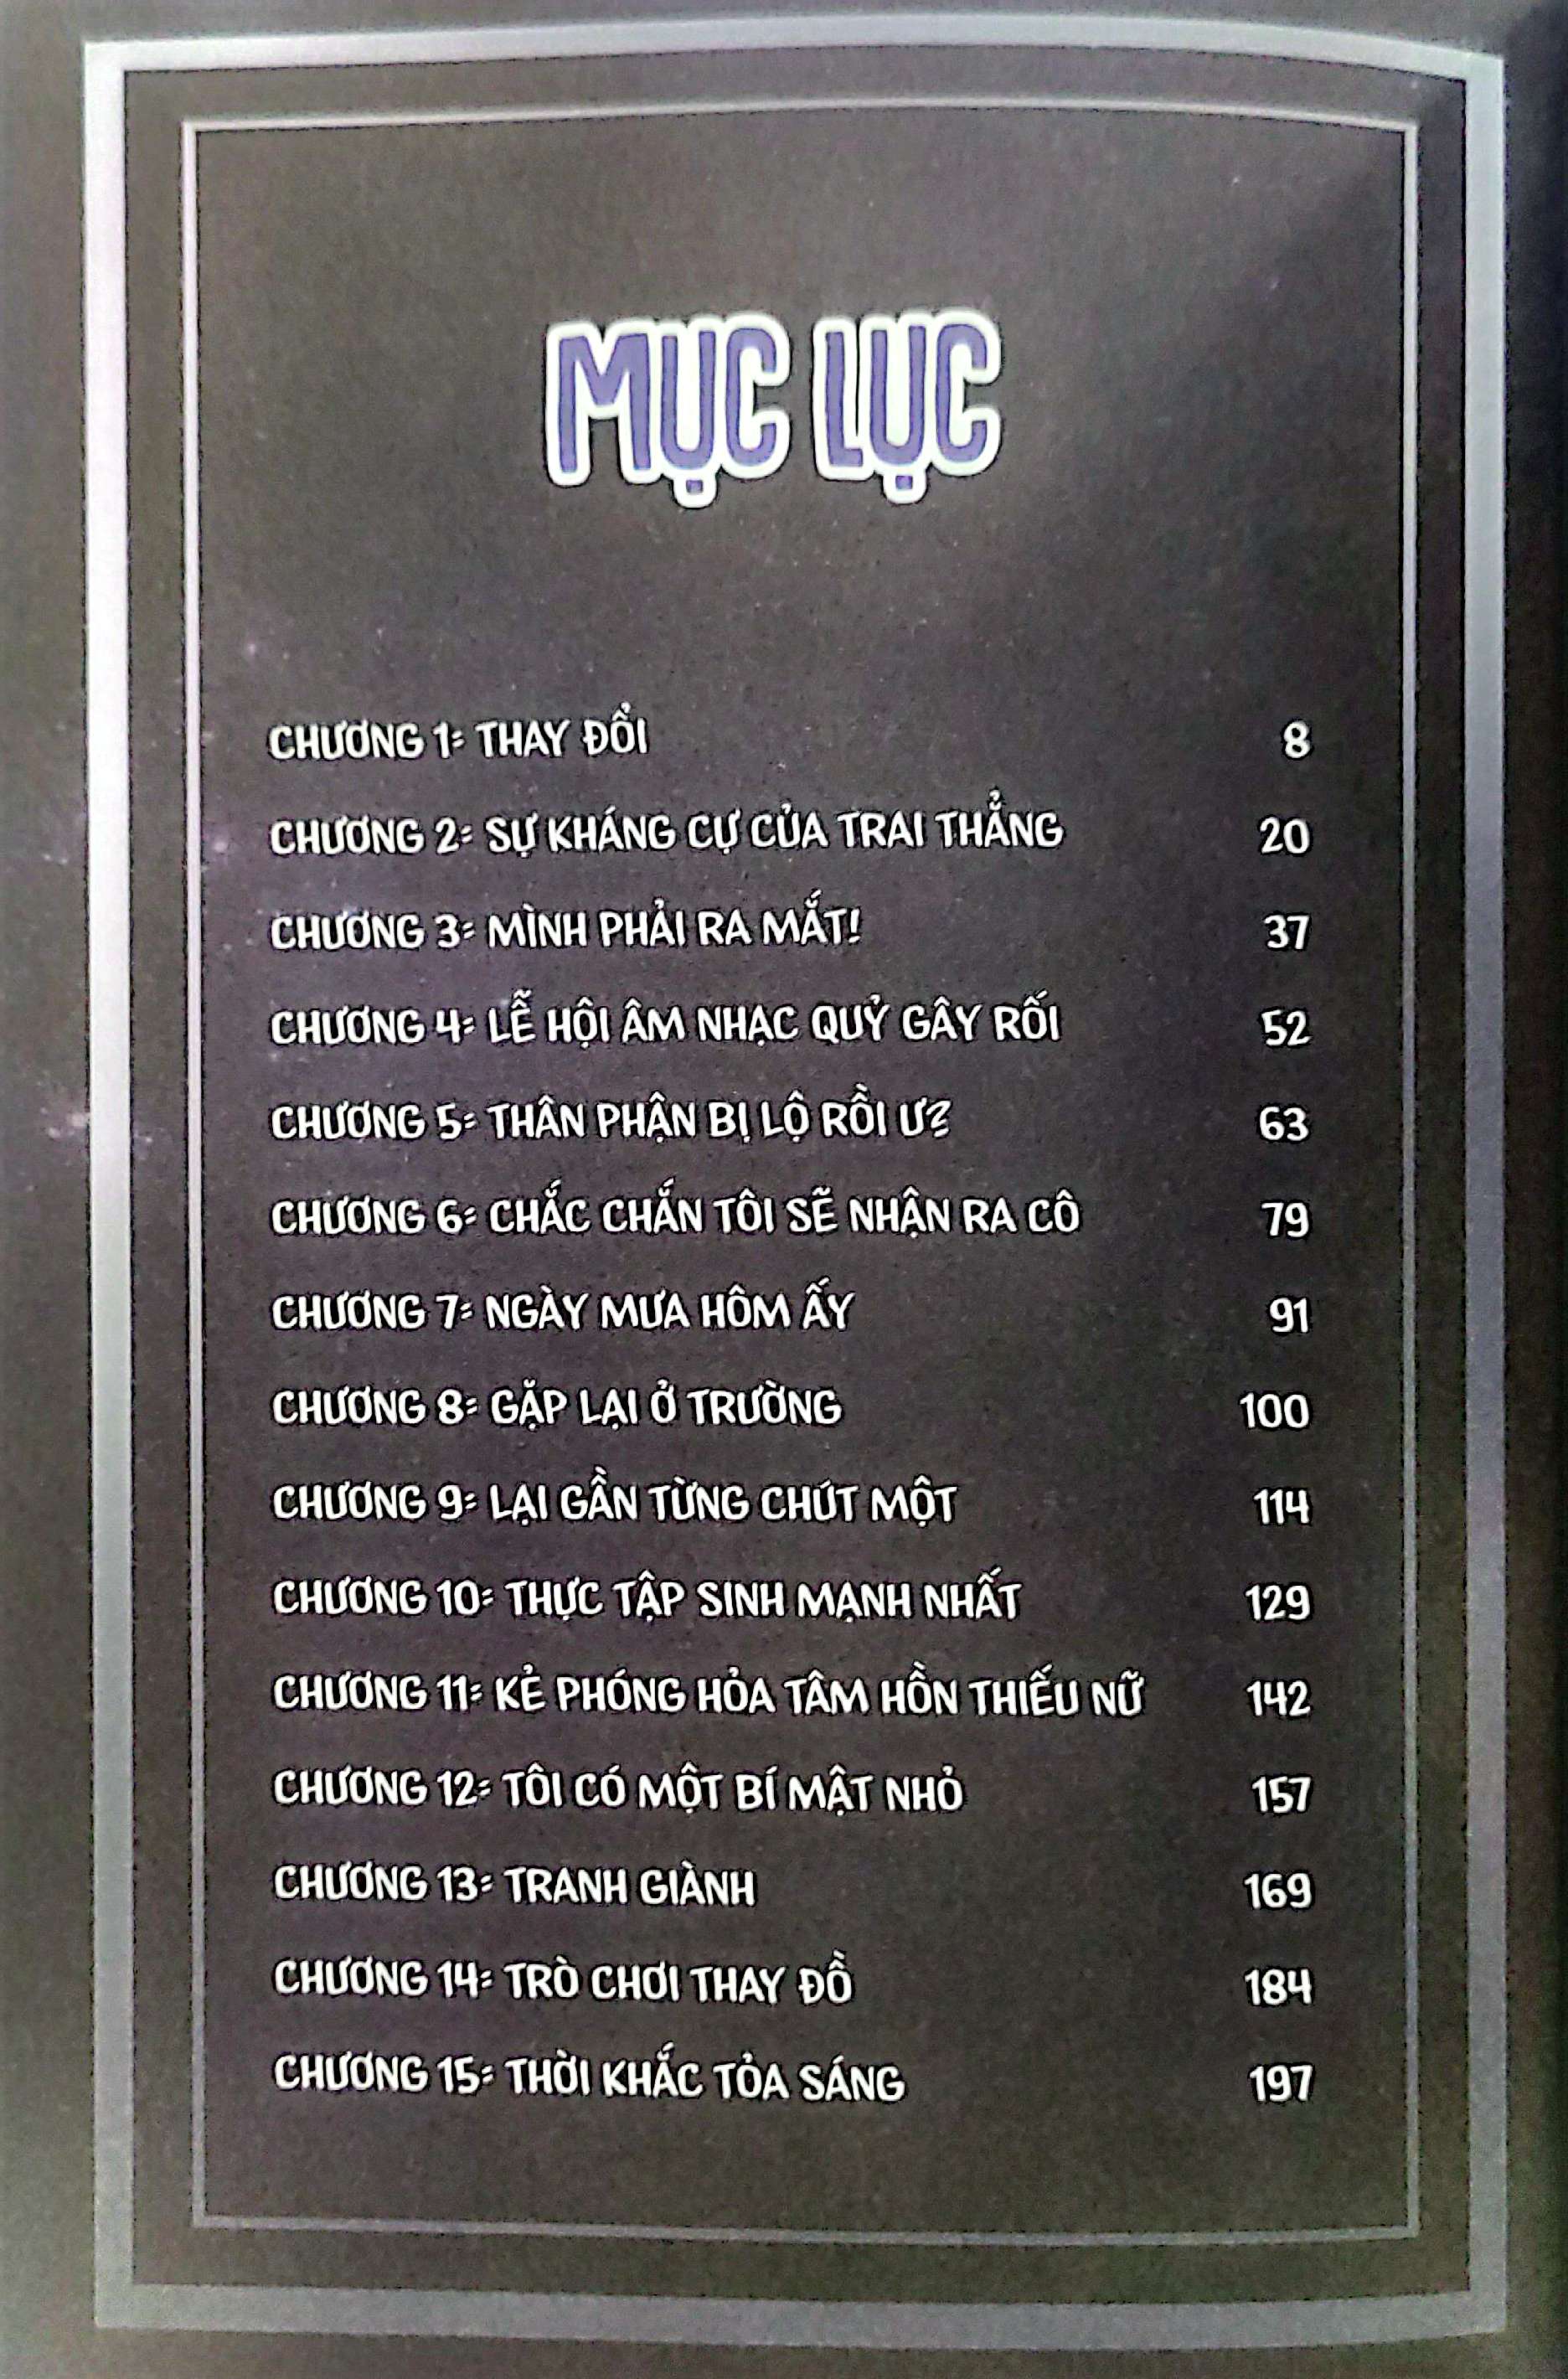 MỤC LỤC
CHƯƠNG 1: THAY ĐỔI 8
CHƯƠNG 2: SỰ KHÁNG CỰ CỦA TRAI THẲNG 20
CHƯƠNG 3: MÌNH PHẢI RA MẮT! 37
CHƯƠNG 4: LỄ HỘI ÂM NHẠC QUỶ GÂY RỐI 52
CHƯƠNG 5: THÂN PHẬN BỊ LỘ RỒI Ư? 63
CHƯƠNG 6: CHẮC CHẮN TÔI SẼ NHẬN RA CÔ 79
CHƯƠNG 7: NGÀY MƯA HÔM ẤY 91
CHƯƠNG 8: GẶP LẠI Ở TRƯỜNG 100
CHƯƠNG 9: LẠI GẦN TỪNG CHÚT MỘT 114
CHƯƠNG 10: THỰC TẬP SINH MẠNH NHẤT 129
CHƯƠNG 11: KẺ PHÓNG HỎA TÂM HỒN THIẾU NỮ 142
CHƯƠNG 12: TÔI CÓ MỘT BÍ MẬT NHỎ 157
CHƯƠNG 13: TRANH GIÀNH 169
CHƯƠNG 14: TRÒ CHƠI THAY ĐỒ 184
CHƯƠNG 15: THỜI KHẮC TỎA SÁNG 197